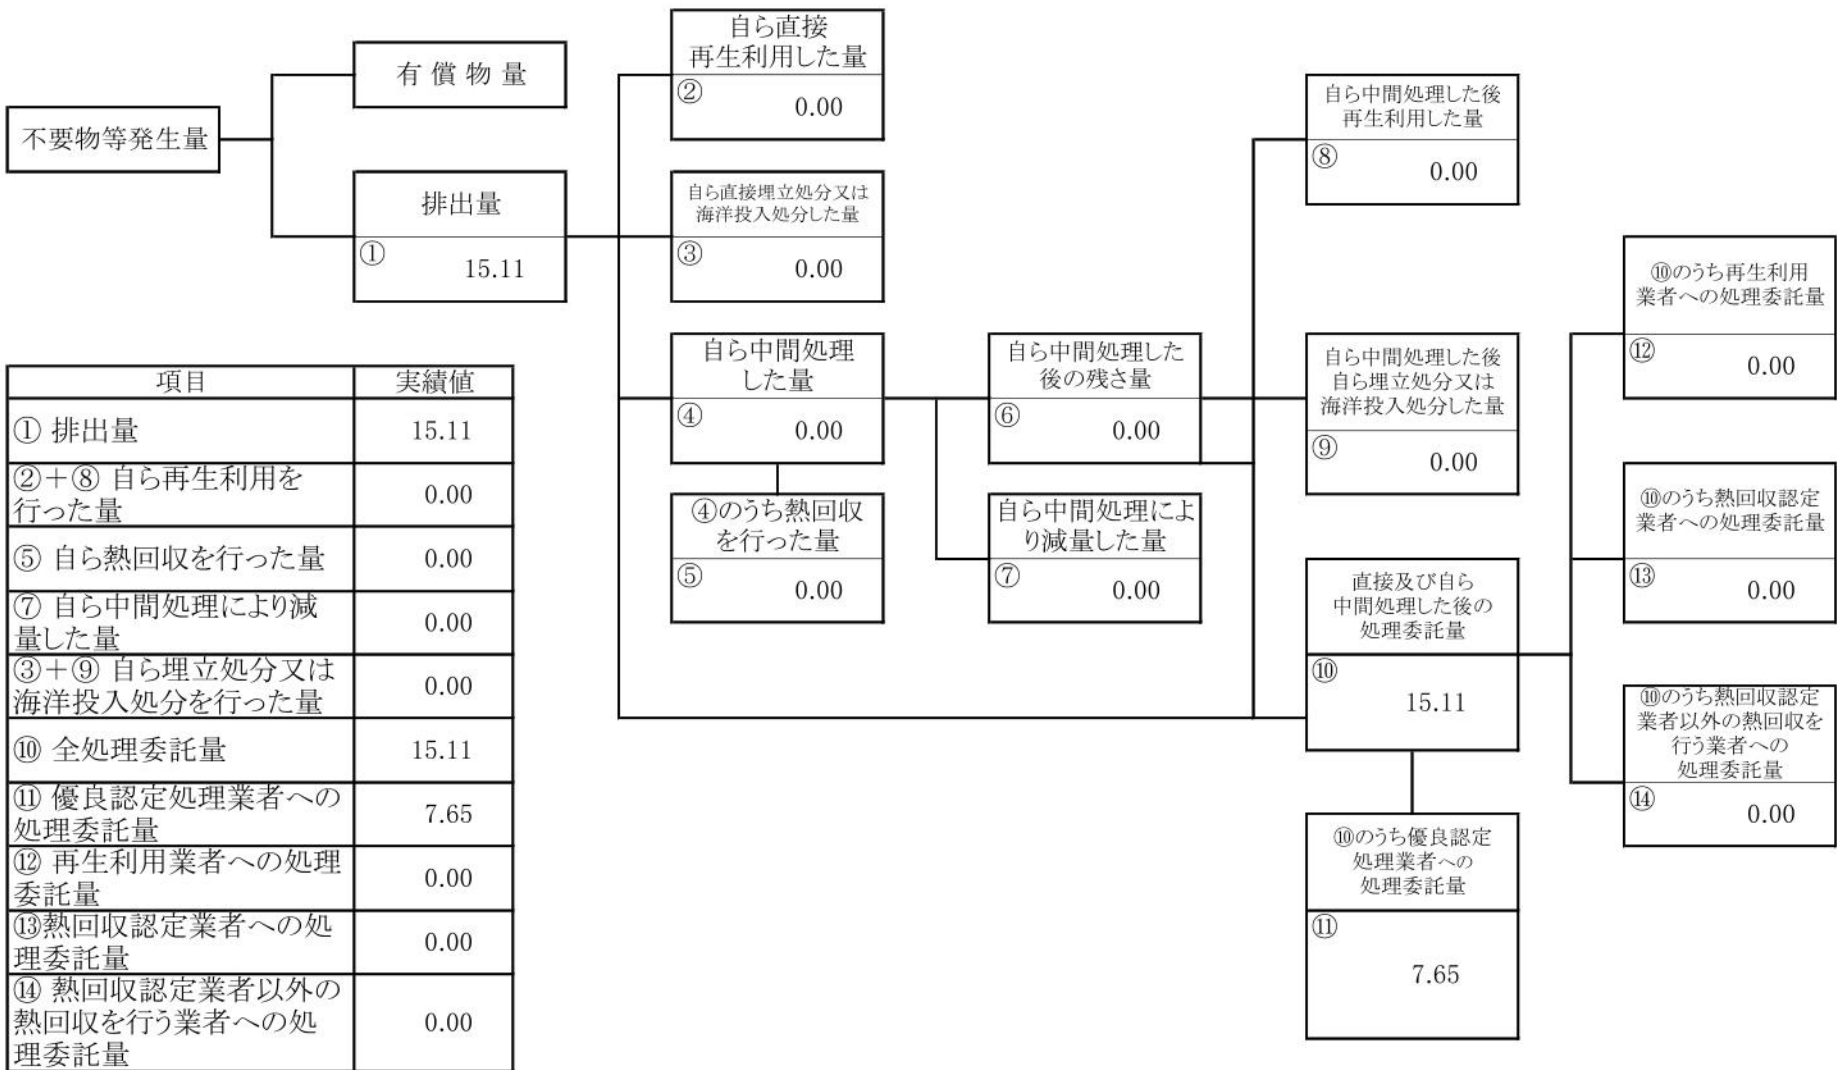 不要物等発生量
有償物量
排出量
①
15.11
自ら直接
再生利用した量
②
0.00
自ら直接埋立処分又は
海洋投入処分した量
③
0.00
自ら中間処理
した量
④
0.00
④のうち熱回収
を行った量
⑤
0.00
自ら中間処理した
後の残さ量
⑥
0.00
自ら中間処理によ
り減量した量
⑦
0.00
自ら中間処理した後
再生利用した量
⑧
0.00
自ら中間処理した後
自ら埋立処分又は
海洋投入処分した量
⑨
0.00
直接及び自ら
中間処理した後の
処理委託量
⑩
15.11
⑩のうち優良認定
処理業者への
処理委託量
⑪
7.65
⑩のうち再生利用
業者への処理委託量
⑫
0.00
⑩のうち熱回収認定
業者への処理委託量
⑬
0.00
⑩のうち熱回収認定
業者以外の熱回収を
行う業者への
処理委託量
⑭
0.00
項目 実績値
① 排出量 15.11
②+⑧ 自ら再生利用を
行った量 0.00
⑤ 自ら熱回収を行った量 0.00
⑦ 自ら中間処理により減
量した量 0.00
③+⑨ 自ら埋立処分又は
海洋投入処分を行った量 0.00
⑩ 全処理委託量 15.11
⑪ 優良認定処理業者への
処理委託量 7.65
⑫ 再生利用業者への処理
委託量 0.00
⑬熱回収認定業者への処
理委託量 0.00
⑭ 熱回収認定業者以外の
熱回収を行う業者への処
理委託量 0.00